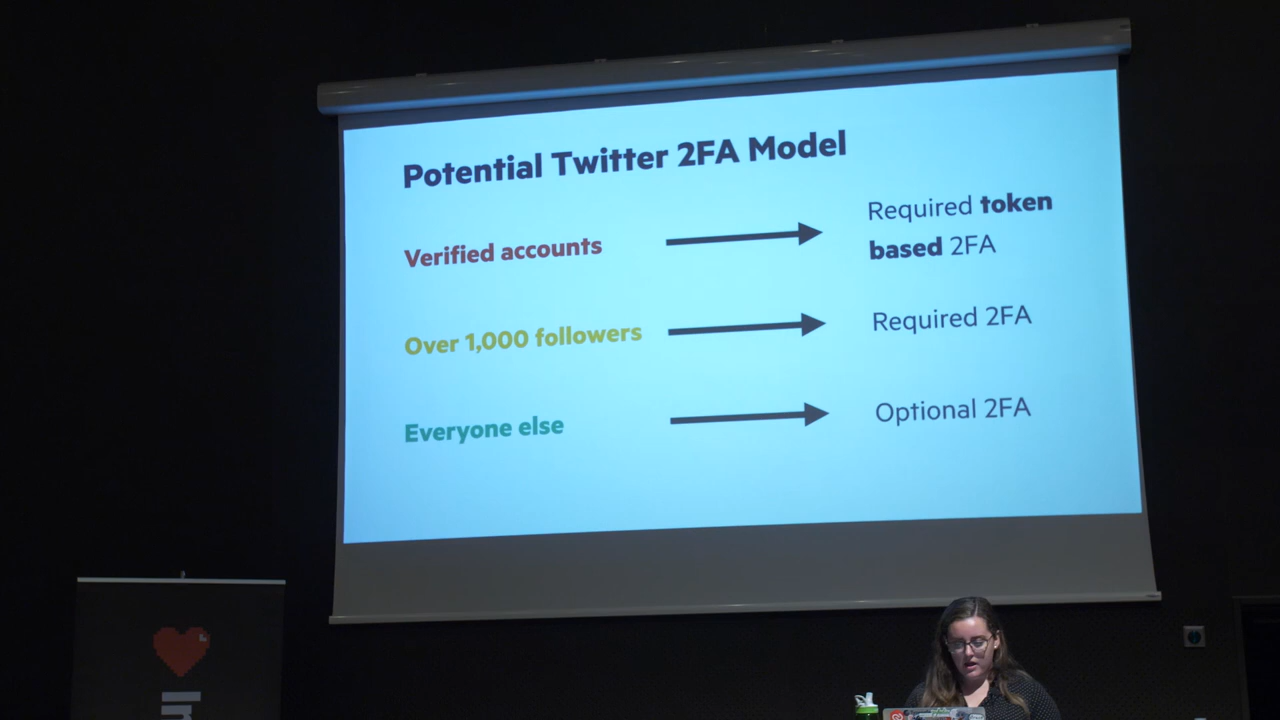 Potential Twitter 2FA Model
Verified accounts
Required token
based 2FA
Over 1,000 followers
Required 2FA
Everyone else
Optional 2FA